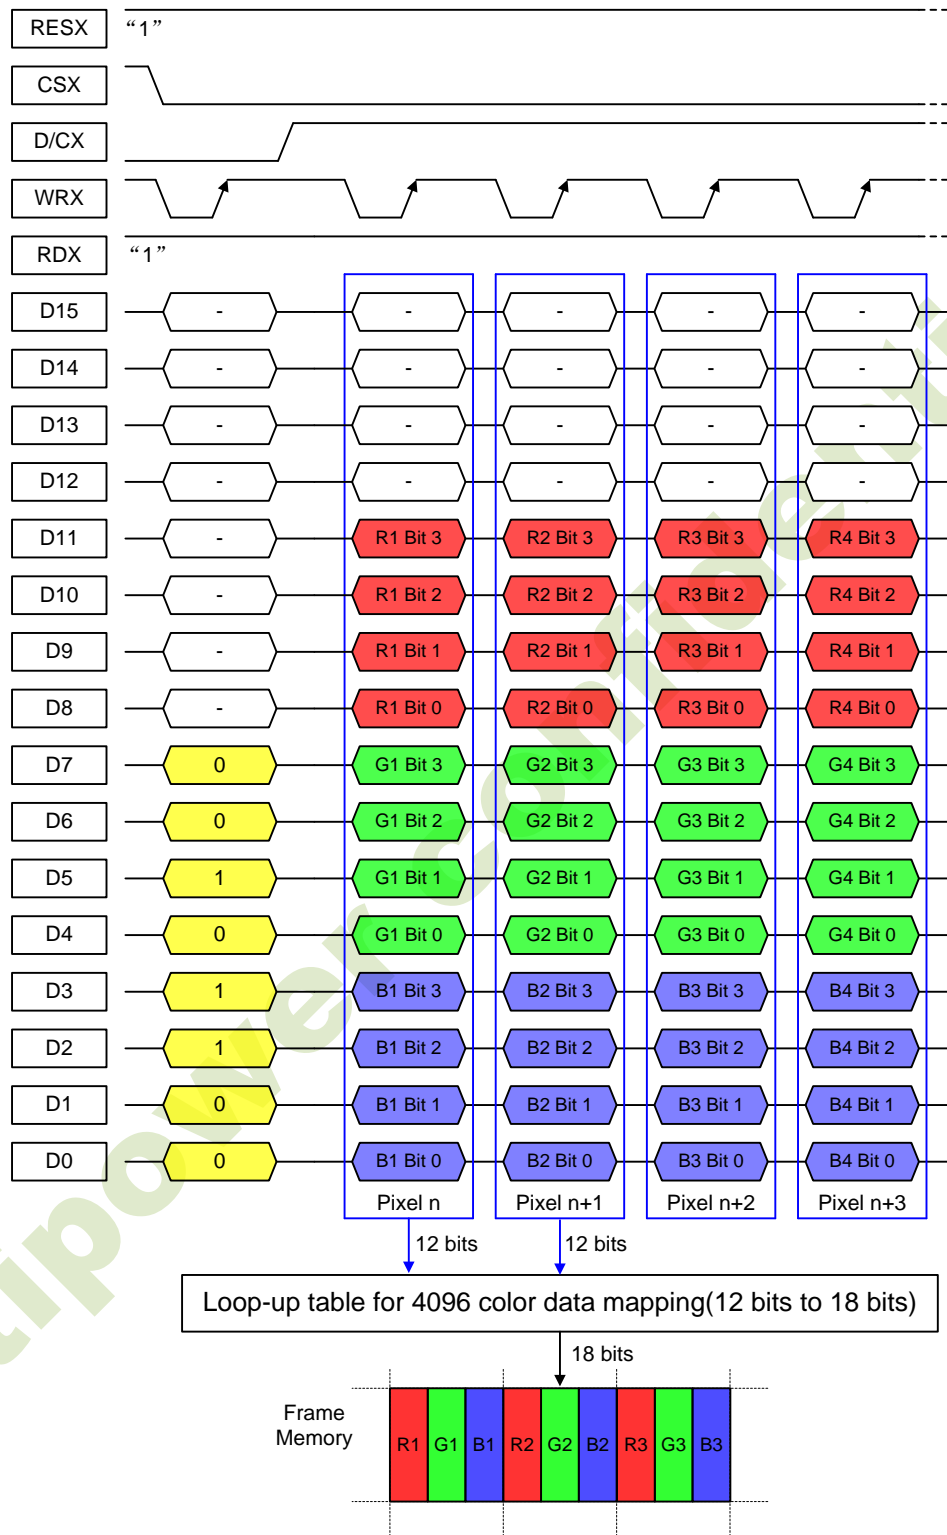 RESX “1”
CSX
D/CX
WRX
RDX “1”
D15 - - - - -
D14 - - - - -
D13 - - - - -
D12 - - - - -
D11 - R1 Bit 3 R2 Bit 3 R3 Bit 3 R4 Bit 3
D10 - R1 Bit 2 R2 Bit 2 R3 Bit 2 R4 Bit 2
D9 - R1 Bit 1 R2 Bit 1 R3 Bit 1 R4 Bit 1
D8 - R1 Bit 0 R2 Bit 0 R3 Bit 0 R4 Bit 0
D7 0 G1 Bit 3 G2 Bit 3 G3 Bit 3 G4 Bit 3
D6 0 G1 Bit 2 G2 Bit 2 G3 Bit 2 G4 Bit 2
D5 1 G1 Bit 1 G2 Bit 1 G3 Bit 1 G4 Bit 1
D4 0 G1 Bit 0 G2 Bit 0 G3 Bit 0 G4 Bit 0
D3 1 B1 Bit 3 B2 Bit 3 B3 Bit 3 B4 Bit 3
D2 1 B1 Bit 2 B2 Bit 2 B3 Bit 2 B4 Bit 2
D1 0 B1 Bit 1 B2 Bit 1 B3 Bit 1 B4 Bit 1
D0 0 B1 Bit 0 B2 Bit 0 B3 Bit 0 B4 Bit 0
Pixel n Pixel n+1 Pixel n+2 Pixel n+3
12 bits 12 bits
Loop-up table for 4096 color data mapping(12 bits to 18 bits)
18 bits
Frame
Memory
R1 G1 B1 R2 G2 B2 R3 G3 B3
tipower confidenti